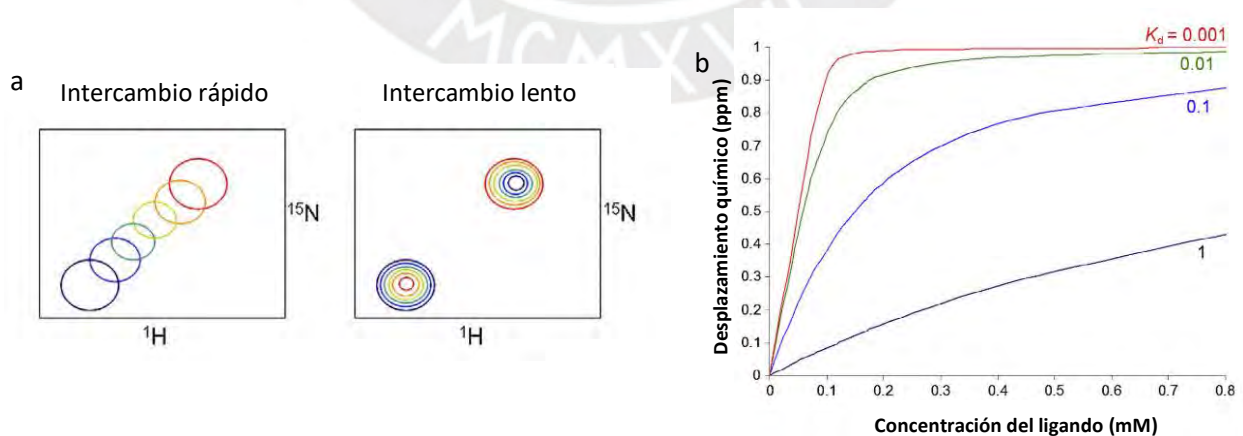 MCMXVII
a
Intercambio rápido
Intercambio lento
15N
1H
15N
1H
b
Desplazamiento químico (ppm)
1
0.9
0.8
0.7
0.6
0.5
0.4
0.3
0.2
0.1
0
Kd = 0.001
0.01
0.1
1
0 0.1 0.2 0.3 0.4 0.5 0.6 0.7 0.8
Concentración del ligando (mM)